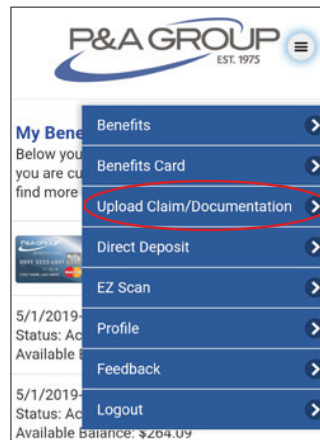 P&A GROUP
EST. 1975
My Bene
Below you
you are cu
find more
Benefits
Benefits Card
Upload Claim/Documentation
Direct Deposit
EZ Scan
Profile
Feedback
Logout
P&A GROUP
5/1/2019-
Status: Ac
Available B
5/1/2019-
Status: Ac
Available Balance: $264.09